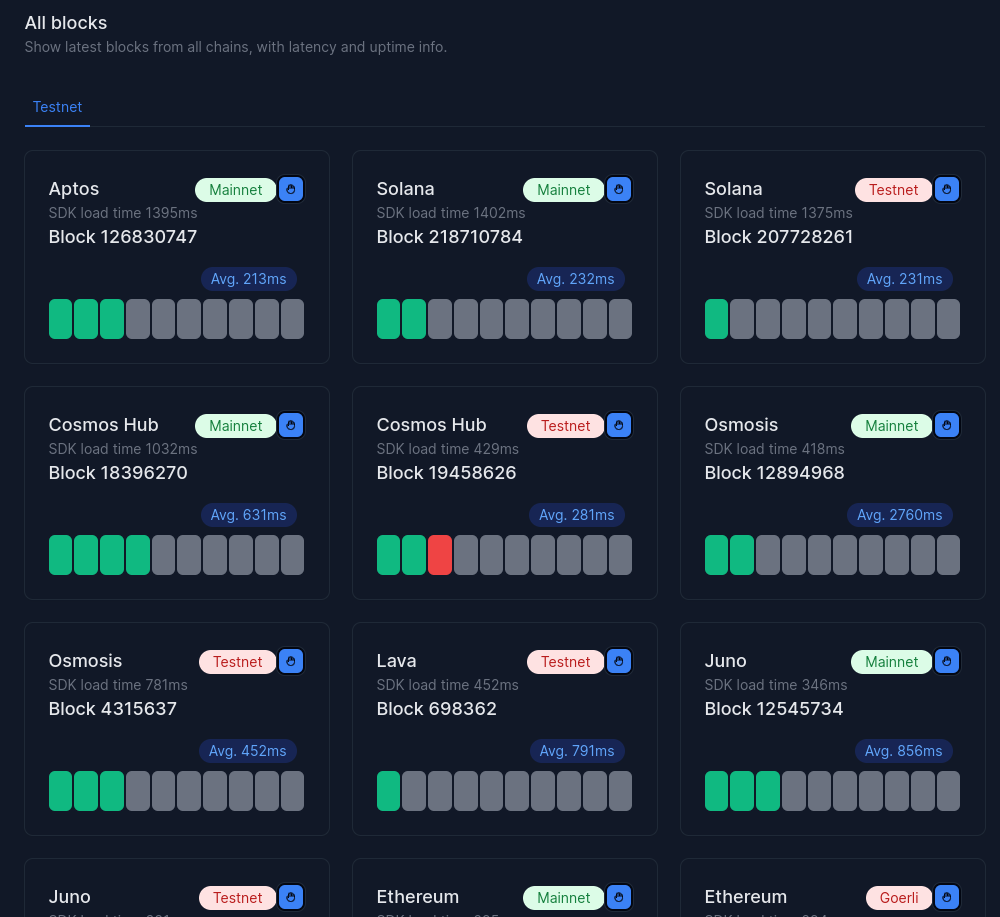 All blocks
Show latest blocks from all chains, with latency and uptime info.
Testnet
Aptos
Mainnet
SDK load time 1395ms
Block 126830747
Avg. 213ms
Solana
Mainnet
SDK load time 1402ms
Block 218710784
Avg. 232ms
Solana
Testnet
SDK load time 1375ms
Block 207728261
Avg. 231ms
Cosmos Hub
Mainnet
SDK load time 1032ms
Block 18396270
Avg. 631ms
Cosmos Hub
Testnet
SDK load time 429ms
Block 19458626
Avg. 281ms
Osmosis
Mainnet
SDK load time 418ms
Block 12894968
Avg. 2760ms
Osmosis
Testnet
SDK load time 781ms
Block 4315637
Avg. 452ms
Lava
Testnet
SDK load time 452ms
Block 698362
Avg. 791ms
Juno
Mainnet
SDK load time 346ms
Block 12545734
Avg. 856ms
Juno
Testnet
Ethereum
Mainnet
Ethereum
Goerli